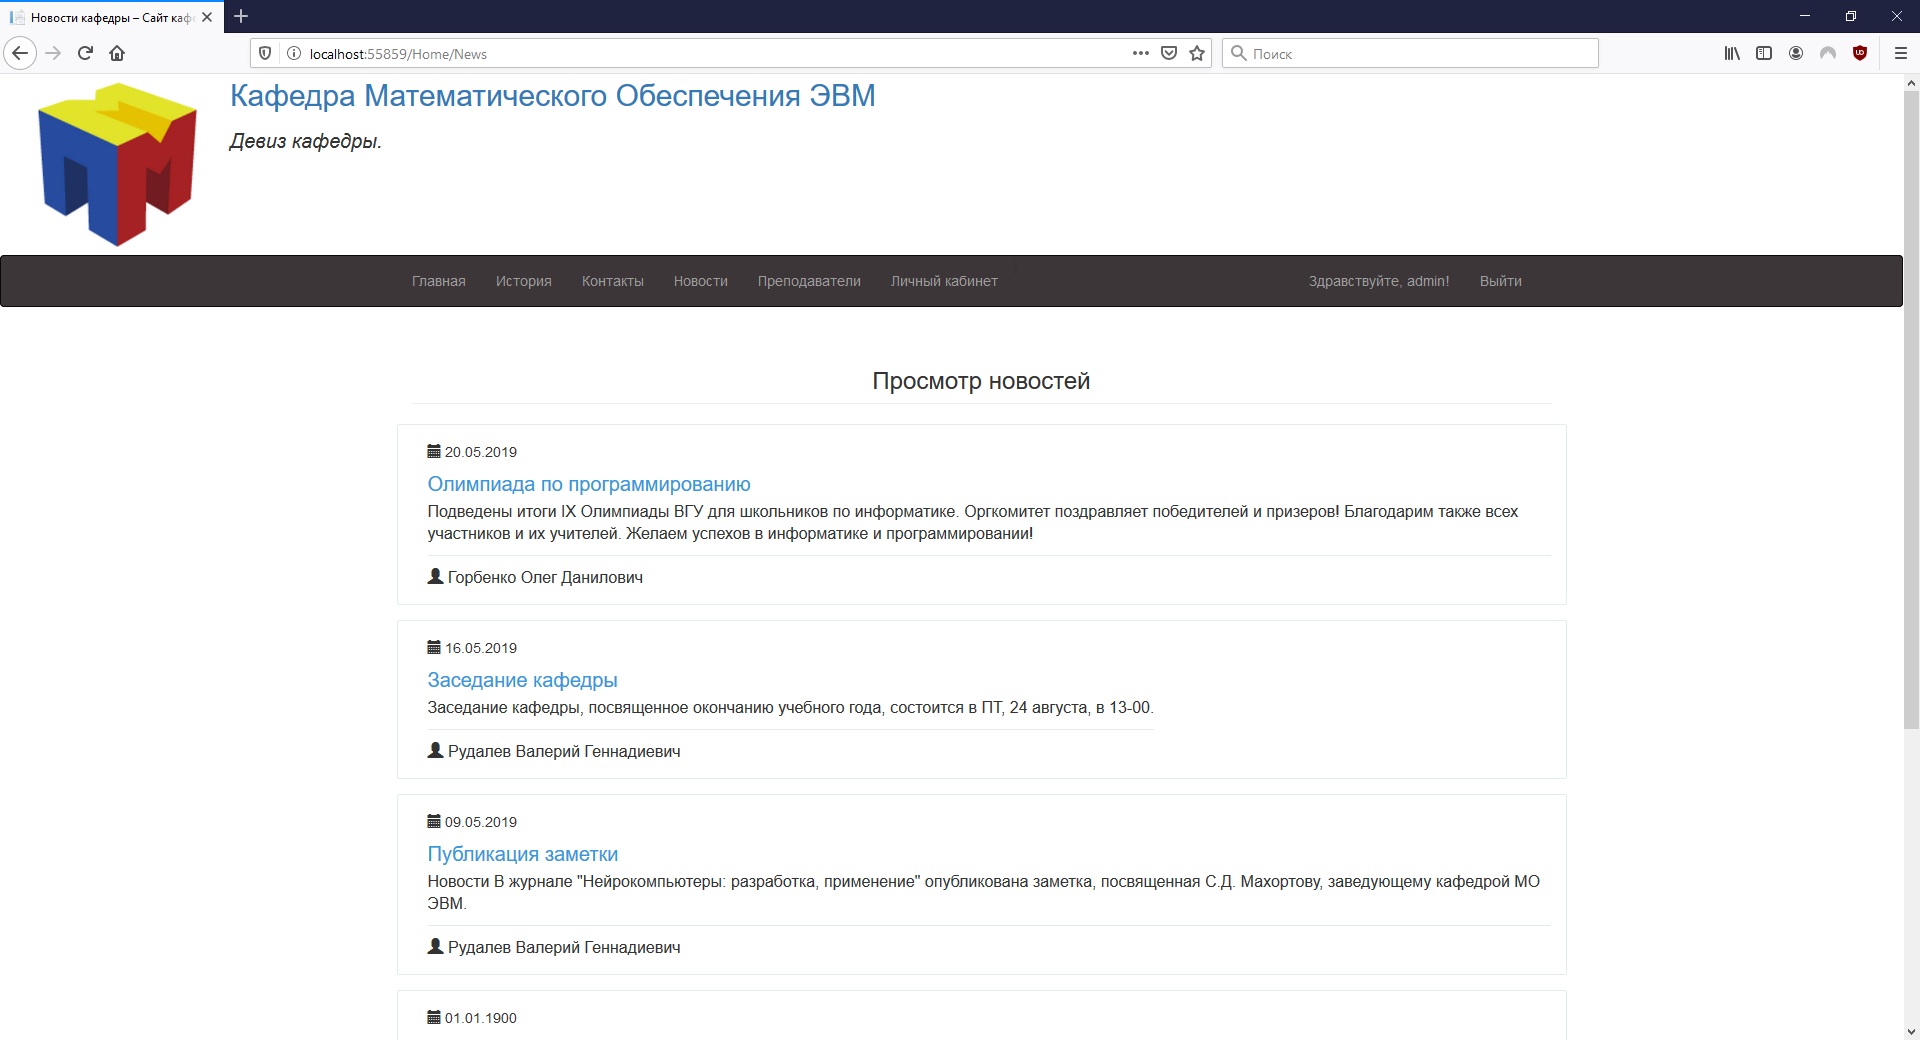 Новости кафедры – Сайт каф
localhost:55859/Home/News
Поиск
Кафедра Математического Обеспечения ЭВМ
Девиз кафедры.
Главная История Контакты Новости Преподаватели Личный кабинет Здравствуйте, admin! Выйти
Просмотр новостей
20.05.2019
Олимпиада по программированию
Подведены итоги IX Олимпиады ВГУ для школьников по информатике. Оргкомитет поздравляет победителей и призеров! Благодарим также всех
участников и их учителей. Желаем успехов в информатике и программировании!
Горбенко Олег Данилович
16.05.2019
Заседание кафедры
Заседание кафедры, посвященное окончанию учебного года, состоится в ПТ, 24 августа, в 13-00.
Рудалев Валерий Геннадиевич
09.05.2019
Публикация заметки
Новости В журнале "Нейрокомпьютеры: разработка, применение" опубликована заметка, посвященная С.Д. Махортову, заведующему кафедрой МО
ЭВМ.
Рудалев Валерий Геннадиевич
01.01.1900